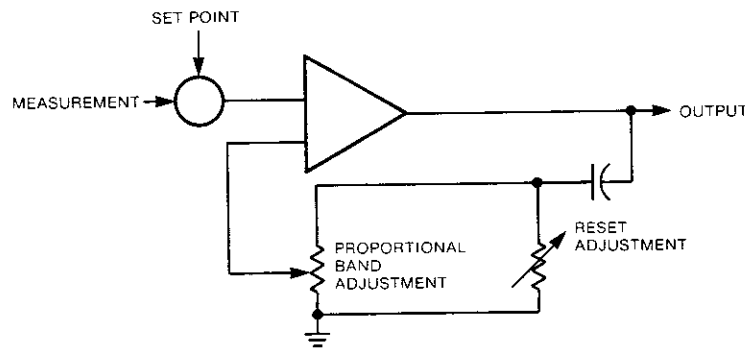 SET POINT
MEASUREMENT
OUTPUT
PROPORTIONAL
BAND
ADJUSTMENT
RESET
ADJUSTMENT